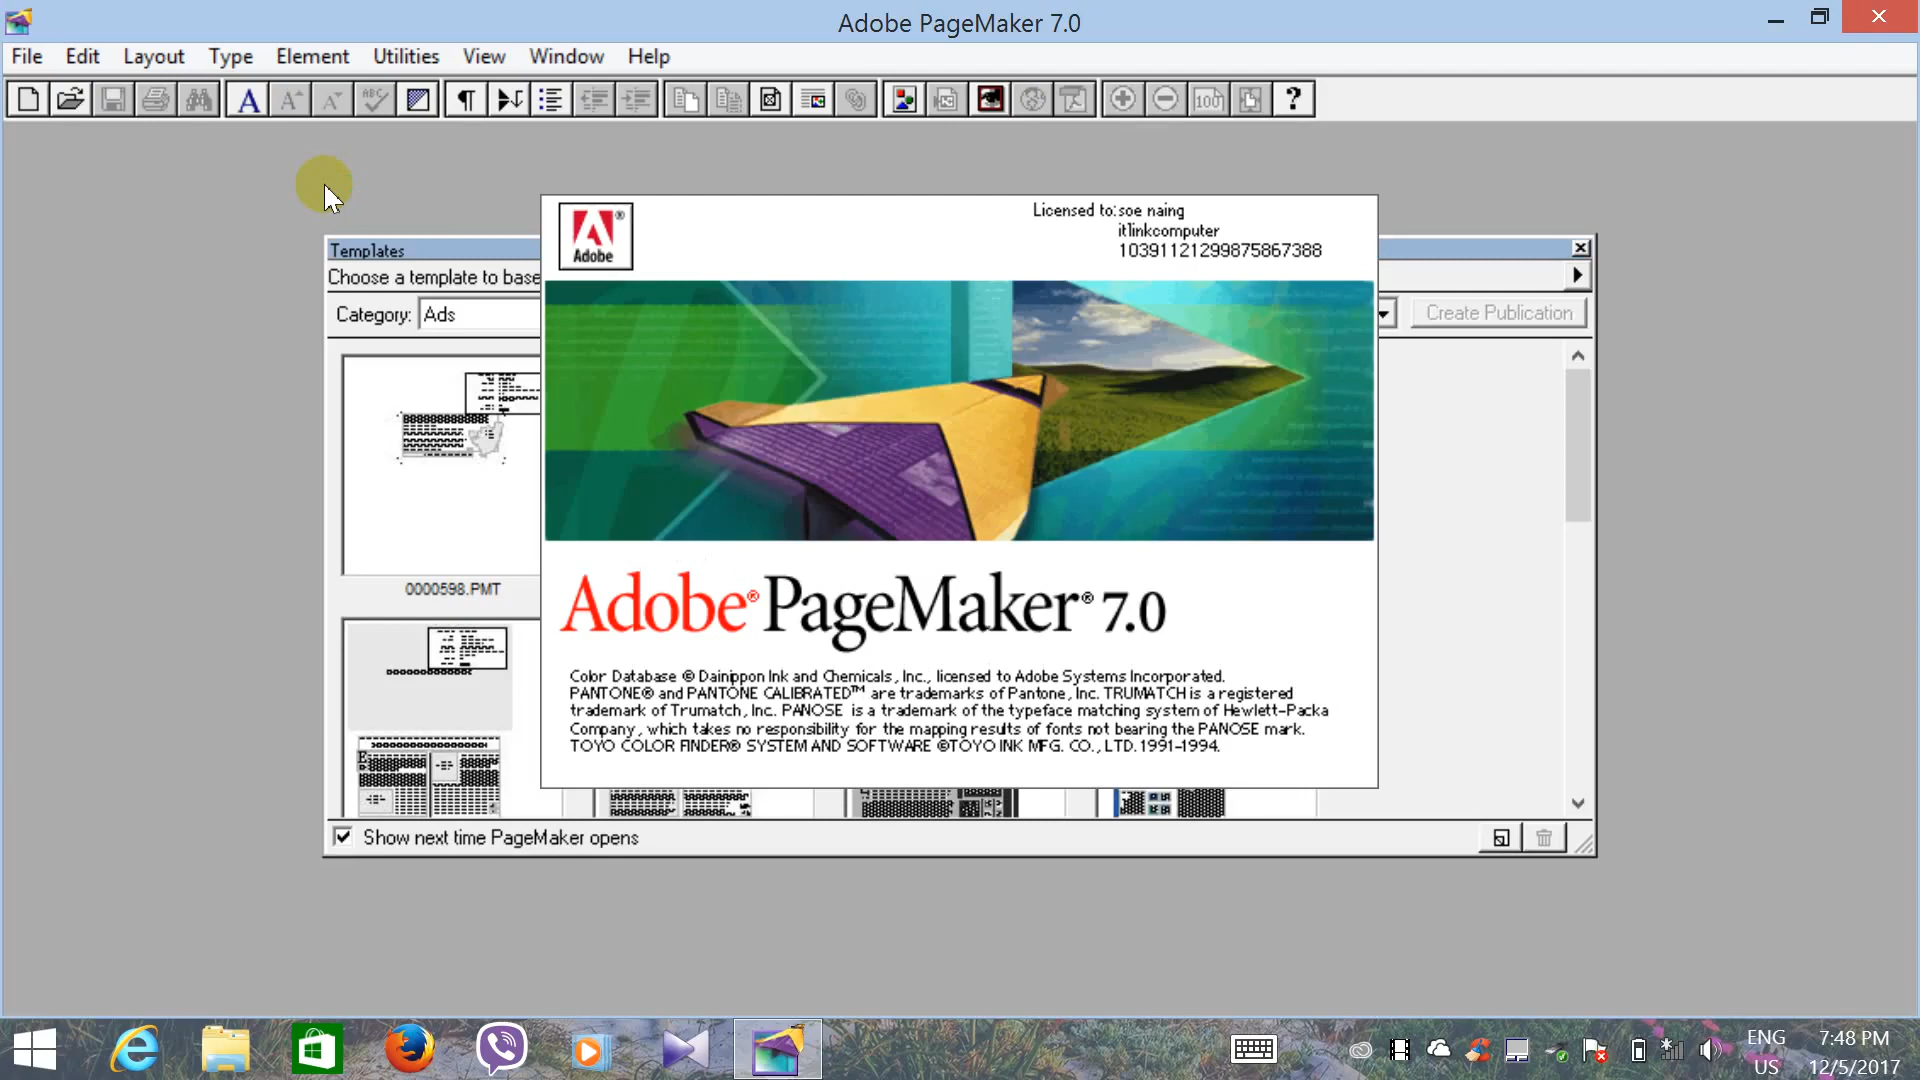 Adobe PageMaker 7.0
File Edit Layout Type Element Utilities View Window Help
Templates
Choose a template to base
Category: Ads
Create Publication
0000598.PMT
Adobe®
Licensed to: soe naing
itlinkcomputer
10391121299875867388
Adobe® PageMaker® 7.0
Color Database © Dainippon Ink and Chemicals, Inc., licensed to Adobe Systems Incorporated.
PANTONE® and PANTONE CALIBRATED™ are trademarks of Pantone, Inc. TRUMATCH is a registered
trademark of Trumatch, Inc. PANOSE is a trademark of the typeface matching system of Hewlett-Packa
Company, which takes no responsibility for the mapping results of fonts not bearing the PANOSE mark.
TOYO COLOR FINDER® SYSTEM AND SOFTWARE ©TOYO INK MFG. CO., LTD. 1991-1994.
Show next time PageMaker opens
ENG 7:48 PM
US 12/5/2017